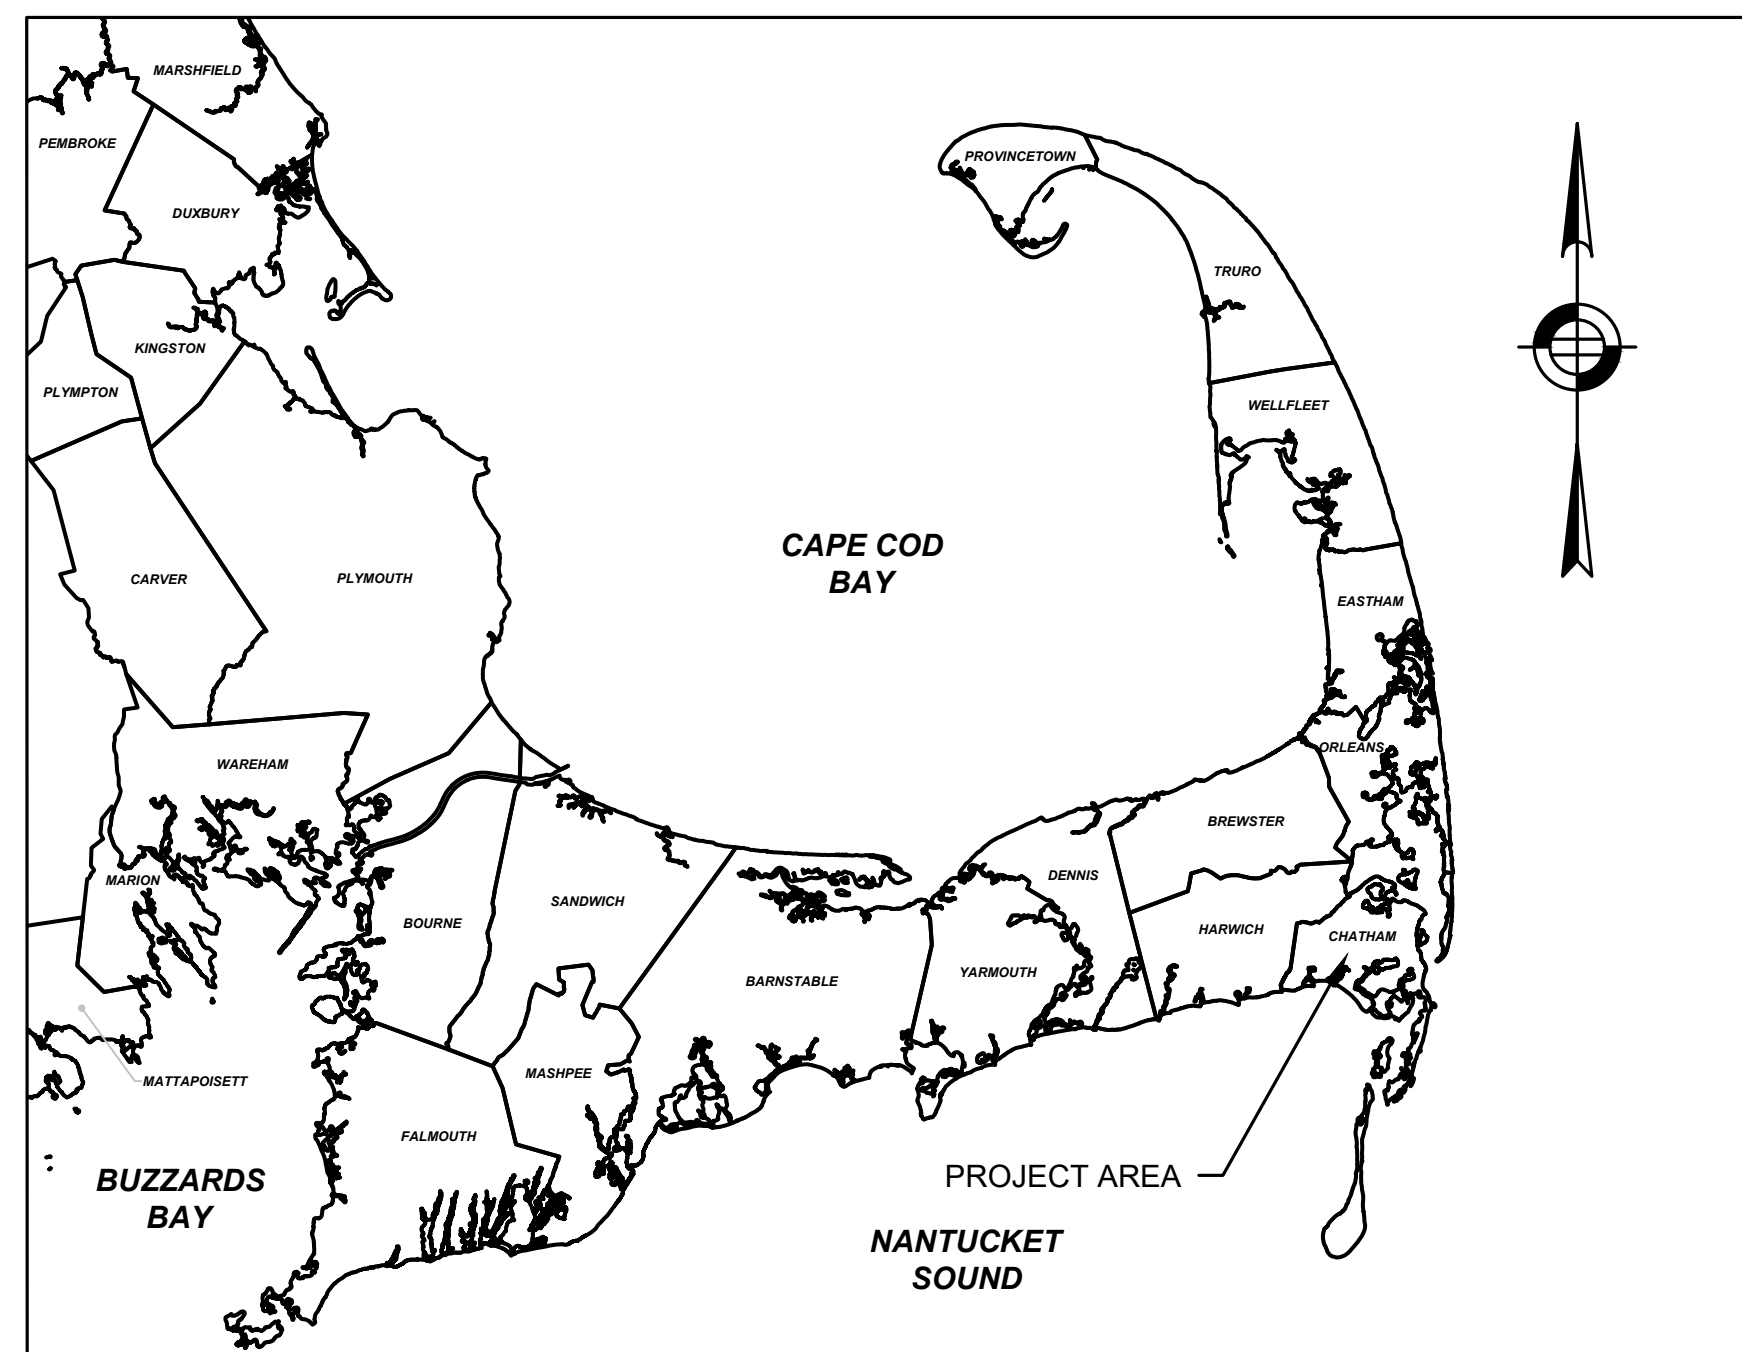 MARSHFIELD
PEMBROKE
PROVINCETOWN
DUXBURY
TRURO
KINGSTON
PLYMPTON
WELLFLEET
CAPE COD
BAY
CARVER
PLYMOUTH
EASTHAM
ORLEANS
WAREHAM
BREWSTER
MARION
DENNIS
SANDWICH
BOURNE
HARWICH
CHATHAM
YARMOUTH
BARNSTABLE
MASHPEE
MATTAPOISETT
FALMOUTH
PROJECT AREA
BUZZARDS
BAY
NANTUCKET
SOUND